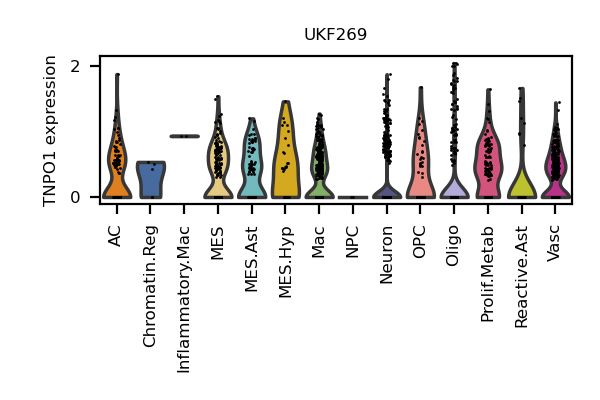 UKF269
TNPO1 expression
2
0
AC
Chromatin.Reg
Inflammatory.Mac
MES
MES.Ast
MES.Hyp
Mac
NPC
Neuron
OPC
Oligo
Prolif.Metab
Reactive.Ast
Vasc